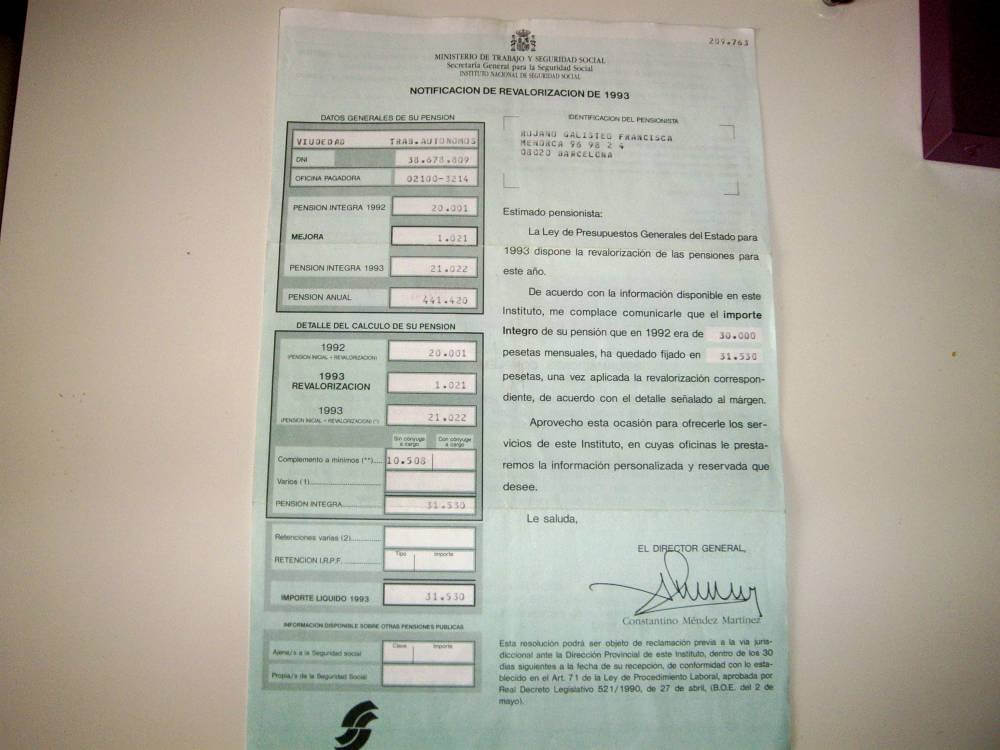 209.763
MINISTERIO DE TRABAJO Y SEGURIDAD SOCIAL
Secretaría General para la Seguridad Social
INSTITUTO NACIONAL DE SEGURIDAD SOCIAL
NOTIFICACION DE REVALORIZACION DE 1993
DATOS GENERALES DE SU PENSION
VIUDEDAD TRAB.AUTONOMOS
DNI 38.678.809
OFICINA PAGADORA 02100-3214
PENSION INTEGRA 1992 20.001
MEJORA 1.021
PENSION INTEGRA 1993 21.022
PENSION ANUAL 441.420
DETALLE DEL CALCULO DE SU PENSION
1992 20.001
(PENSION INICIAL + REVALORIZACION)
1993
REVALORIZACION 1.021
1993 21.022
(PENSION INICIAL + REVALORIZACION) (*)
Sin cónyuge a cargo Con cónyuge a cargo
Complemento a mínimos (**)..... 10.508
Varios (1)
PENSION INTEGRA 31.530
Retenciones varias (2)
Tipo Importe
RETENCION I.R.P.F.
IMPORTE LIQUIDO 1993 31.530
INFORMACION DISPONIBLE SOBRE OTRAS PENSIONES PUBLICAS
Clave Importe
Ajena/s a la Seguridad social
Propia/s de la Seguridad Social
IDENTIFICACION DEL PENSIONISTA
ROJANO GALISTEO FRANCISCA
MENORCA 96 98 2 4
08020 BARCELONA
Estimado pensionista:
La Ley de Presupuestos Generales del Estado para
1993 dispone la revalorización de las pensiones para
este año.
De acuerdo con la información disponible en este
Instituto, me complace comunicarle que el importe
Integro de su pensión que en 1992 era de 30.000
pesetas mensuales, ha quedado fijado en 31.530
pesetas, una vez aplicada la revalorización correspon-
diente, de acuerdo con el detalle señalado al margen.
Aprovecho esta ocasión para ofrecerle los ser-
vicios de este Instituto, en cuyas oficinas le presta-
remos la información personalizada y reservada que
desee.
Le saluda,
EL DIRECTOR GENERAL,
Constantino Méndez Martínez
Esta resolución podrá ser objeto de reclamación previa a la vía juris-
diccional ante la Dirección Provincial de este Instituto, dentro de los 30
días siguientes a la fecha de su recepción, de conformidad con lo esta-
blecido en el Art. 71 de la Ley de Procedimiento Laboral, aprobada por
Real Decreto Legislativo 521/1990, de 27 de abril, (B.O.E. del 2 de
mayo).